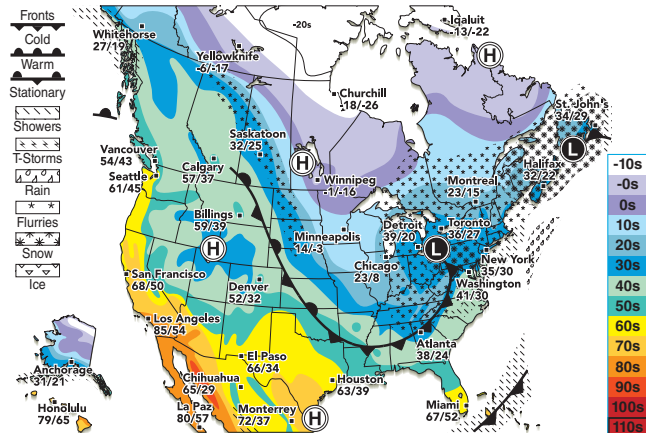 Fronts
Cold
Warm
Stationary
Showers
T-Storms
Rain
Flurries
Snow
Ice
-20s
Iqaluit
-13/-22
H
Whitehorse
27/19
Yellowknife
-6/-17
Churchill
-18/-26
St. John's
34/29
L
Saskatoon
32/25
Vancouver
54/43
Calgary
57/37
H
Winnipeg
-1/-16
Halifax
32/22
Montreal
23/15
Seattle
61/45
Billings
59/39
H
Minneapolis
14/-3
Detroit
39/20
Toronto
36/27
L
Chicago
23/8
New York
35/30
Washington
41/30
San Francisco
68/50
Denver
52/32
Los Angeles
85/54
Atlanta
38/24
El Paso
66/34
Chihuahua
65/29
Houston
63/39
La Paz
80/57
Monterrey
72/37
H
Miami
67/52
Anchorage
31/21
Honolulu
79/65
-10s
-0s
0s
10s
20s
30s
40s
50s
60s
70s
80s
90s
100s
110s